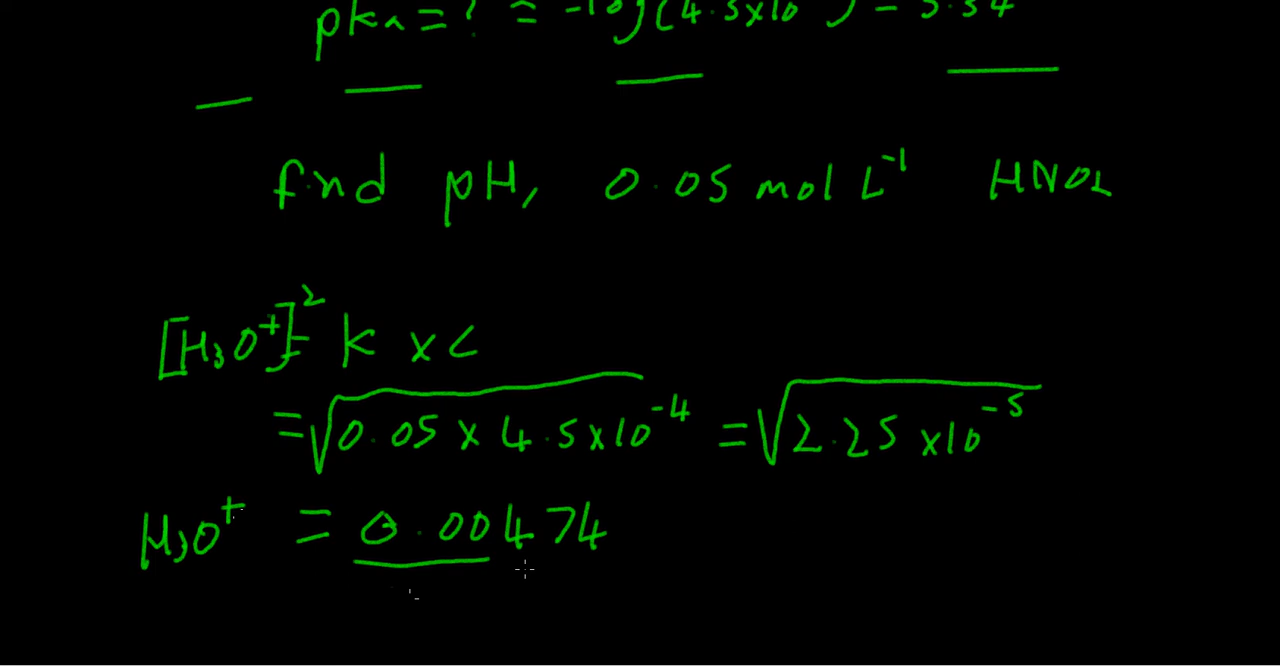 pka = ? = -log(4.5x10 ) = 3.34
find pH, 0.05 mol L⁻¹ HNO₂
[H₃O⁺]² = K x C
= √0.05 x 4.5x10⁻⁴ = √2.25 x10⁻⁵
H₃O⁺ = 0.00474